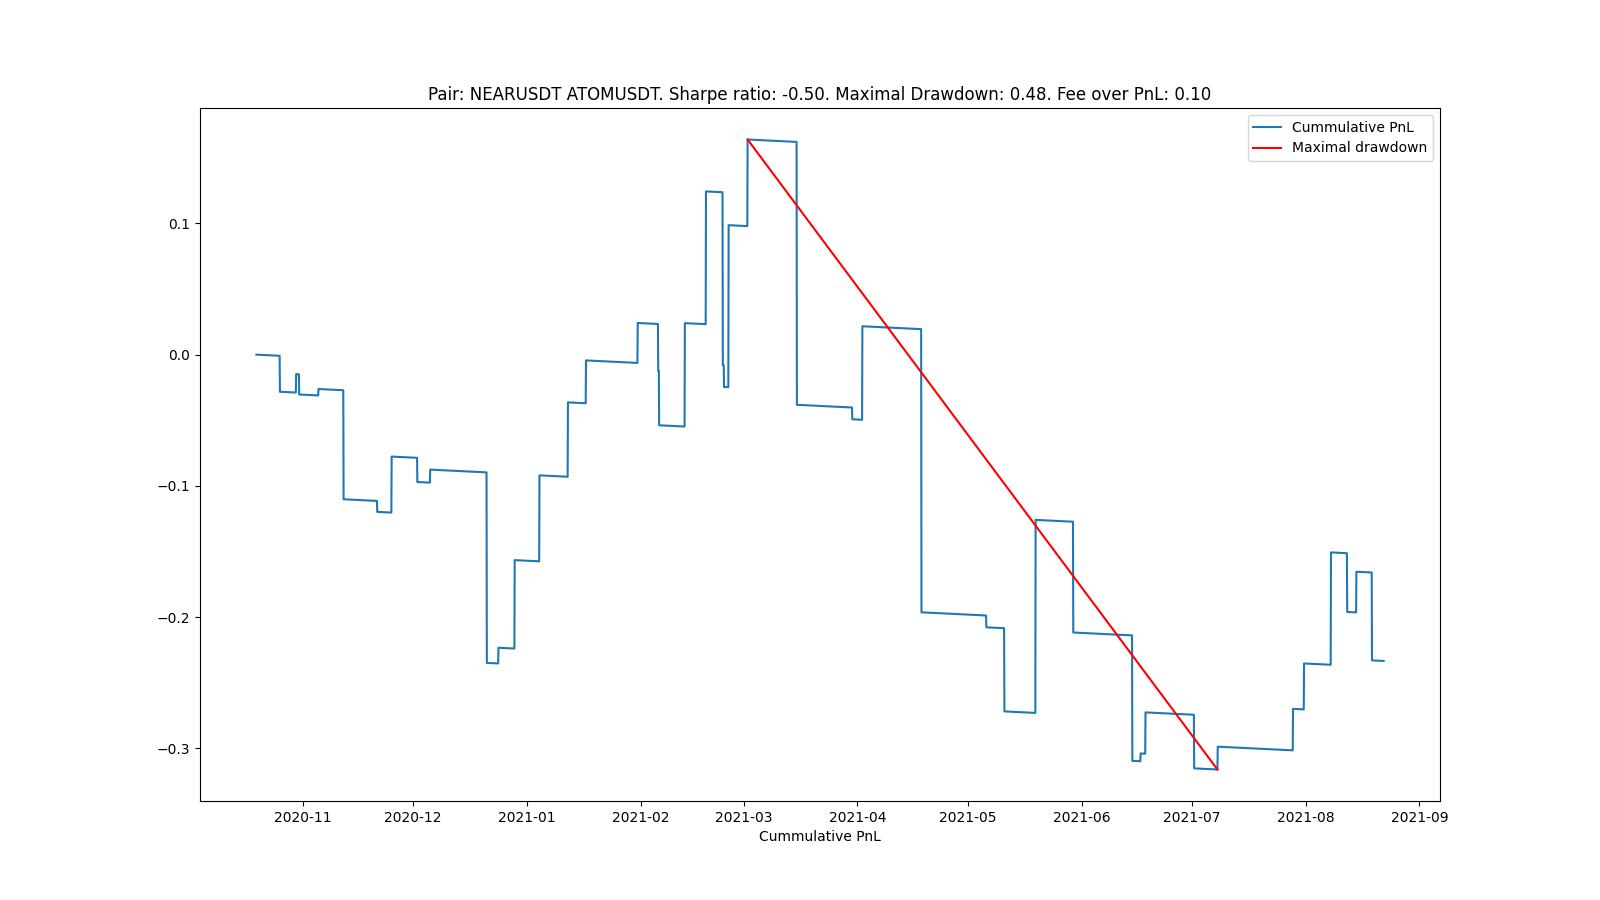 Pair: NEARUSDT ATOMUSDT. Sharpe ratio: -0.50. Maximal Drawdown: 0.48. Fee over PnL: 0.10
Cummulative PnL
Maximal drawdown
0.1
0.0
−0.1
−0.2
−0.3
2020-11 2020-12 2021-01 2021-02 2021-03 2021-04 2021-05 2021-06 2021-07 2021-08 2021-09
Cummulative PnL